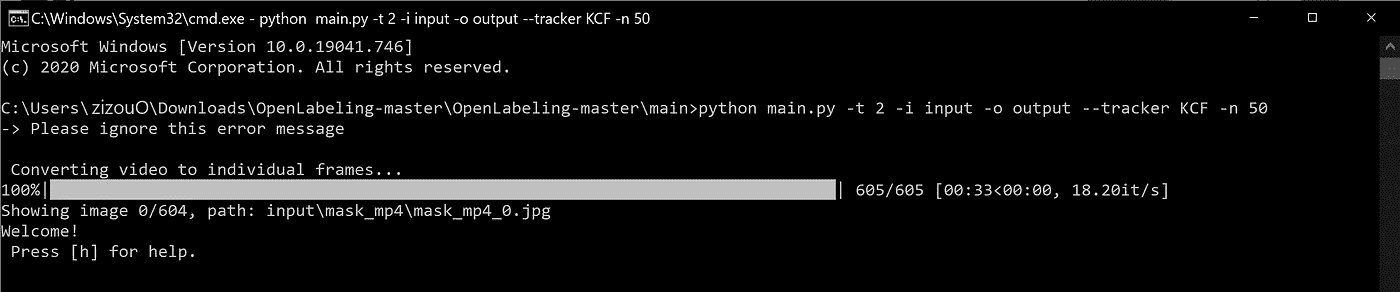 C:\Windows\System32\cmd.exe - python  main.py -t 2 -i input -o output --tracker KCF -n 50
Microsoft Windows [Version 10.0.19041.746]
(c) 2020 Microsoft Corporation. All rights reserved.
C:\Users\zizouO\Downloads\OpenLabeling-master\OpenLabeling-master\main>python main.py -t 2 -i input -o output --tracker KCF -n 50
-> Please ignore this error message
Converting video to individual frames...
100%| | 605/605 [00:33<00:00, 18.20it/s]
Showing image 0/604, path: input\mask_mp4\mask_mp4_0.jpg
Welcome!
Press [h] for help.